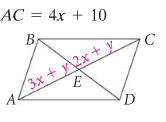 AC = 4x + 10
B
C
3x + y
2x + y
E
A
D